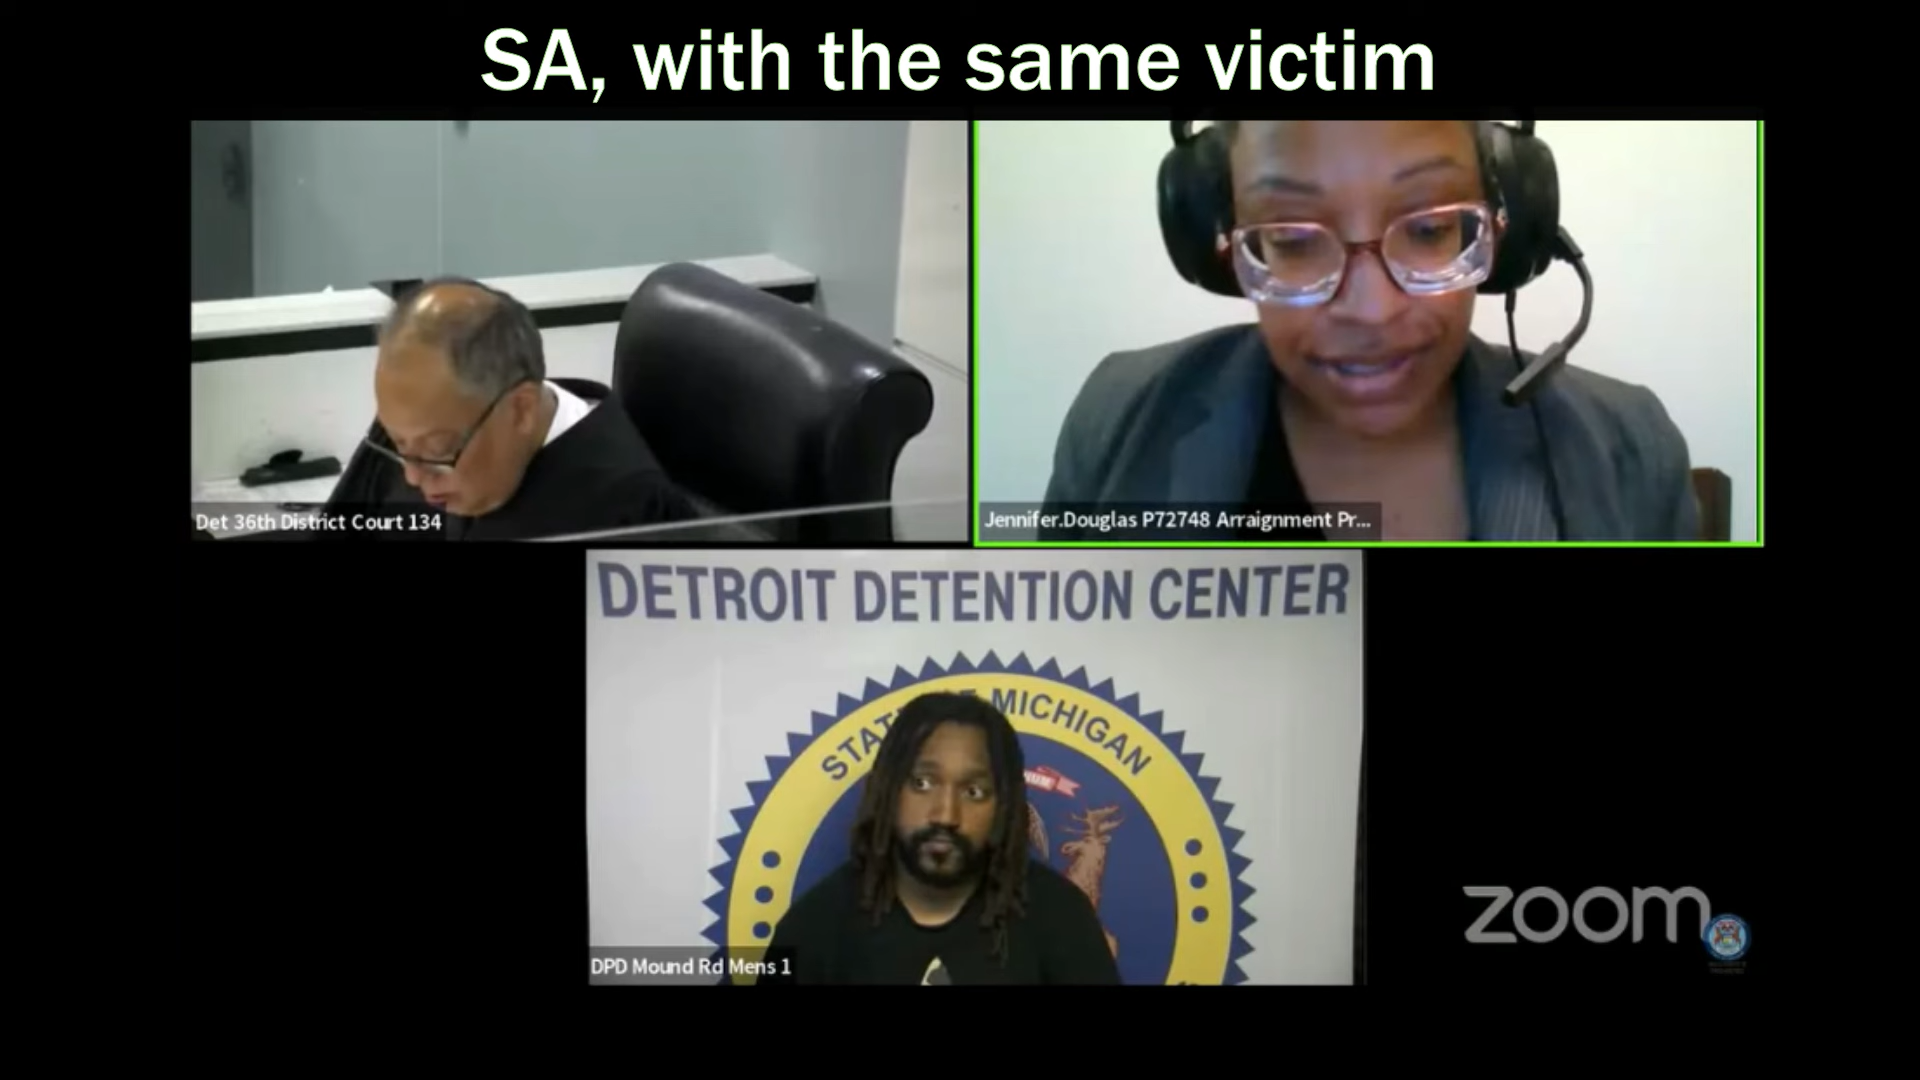 SA, with the same victim
Det 36th District Court 134
Jennifer.Douglas P72748 Arraignment Pr...
DETROIT DETENTION CENTER
MICHIGAN
DPD Mound Rd Mens 1
zoom